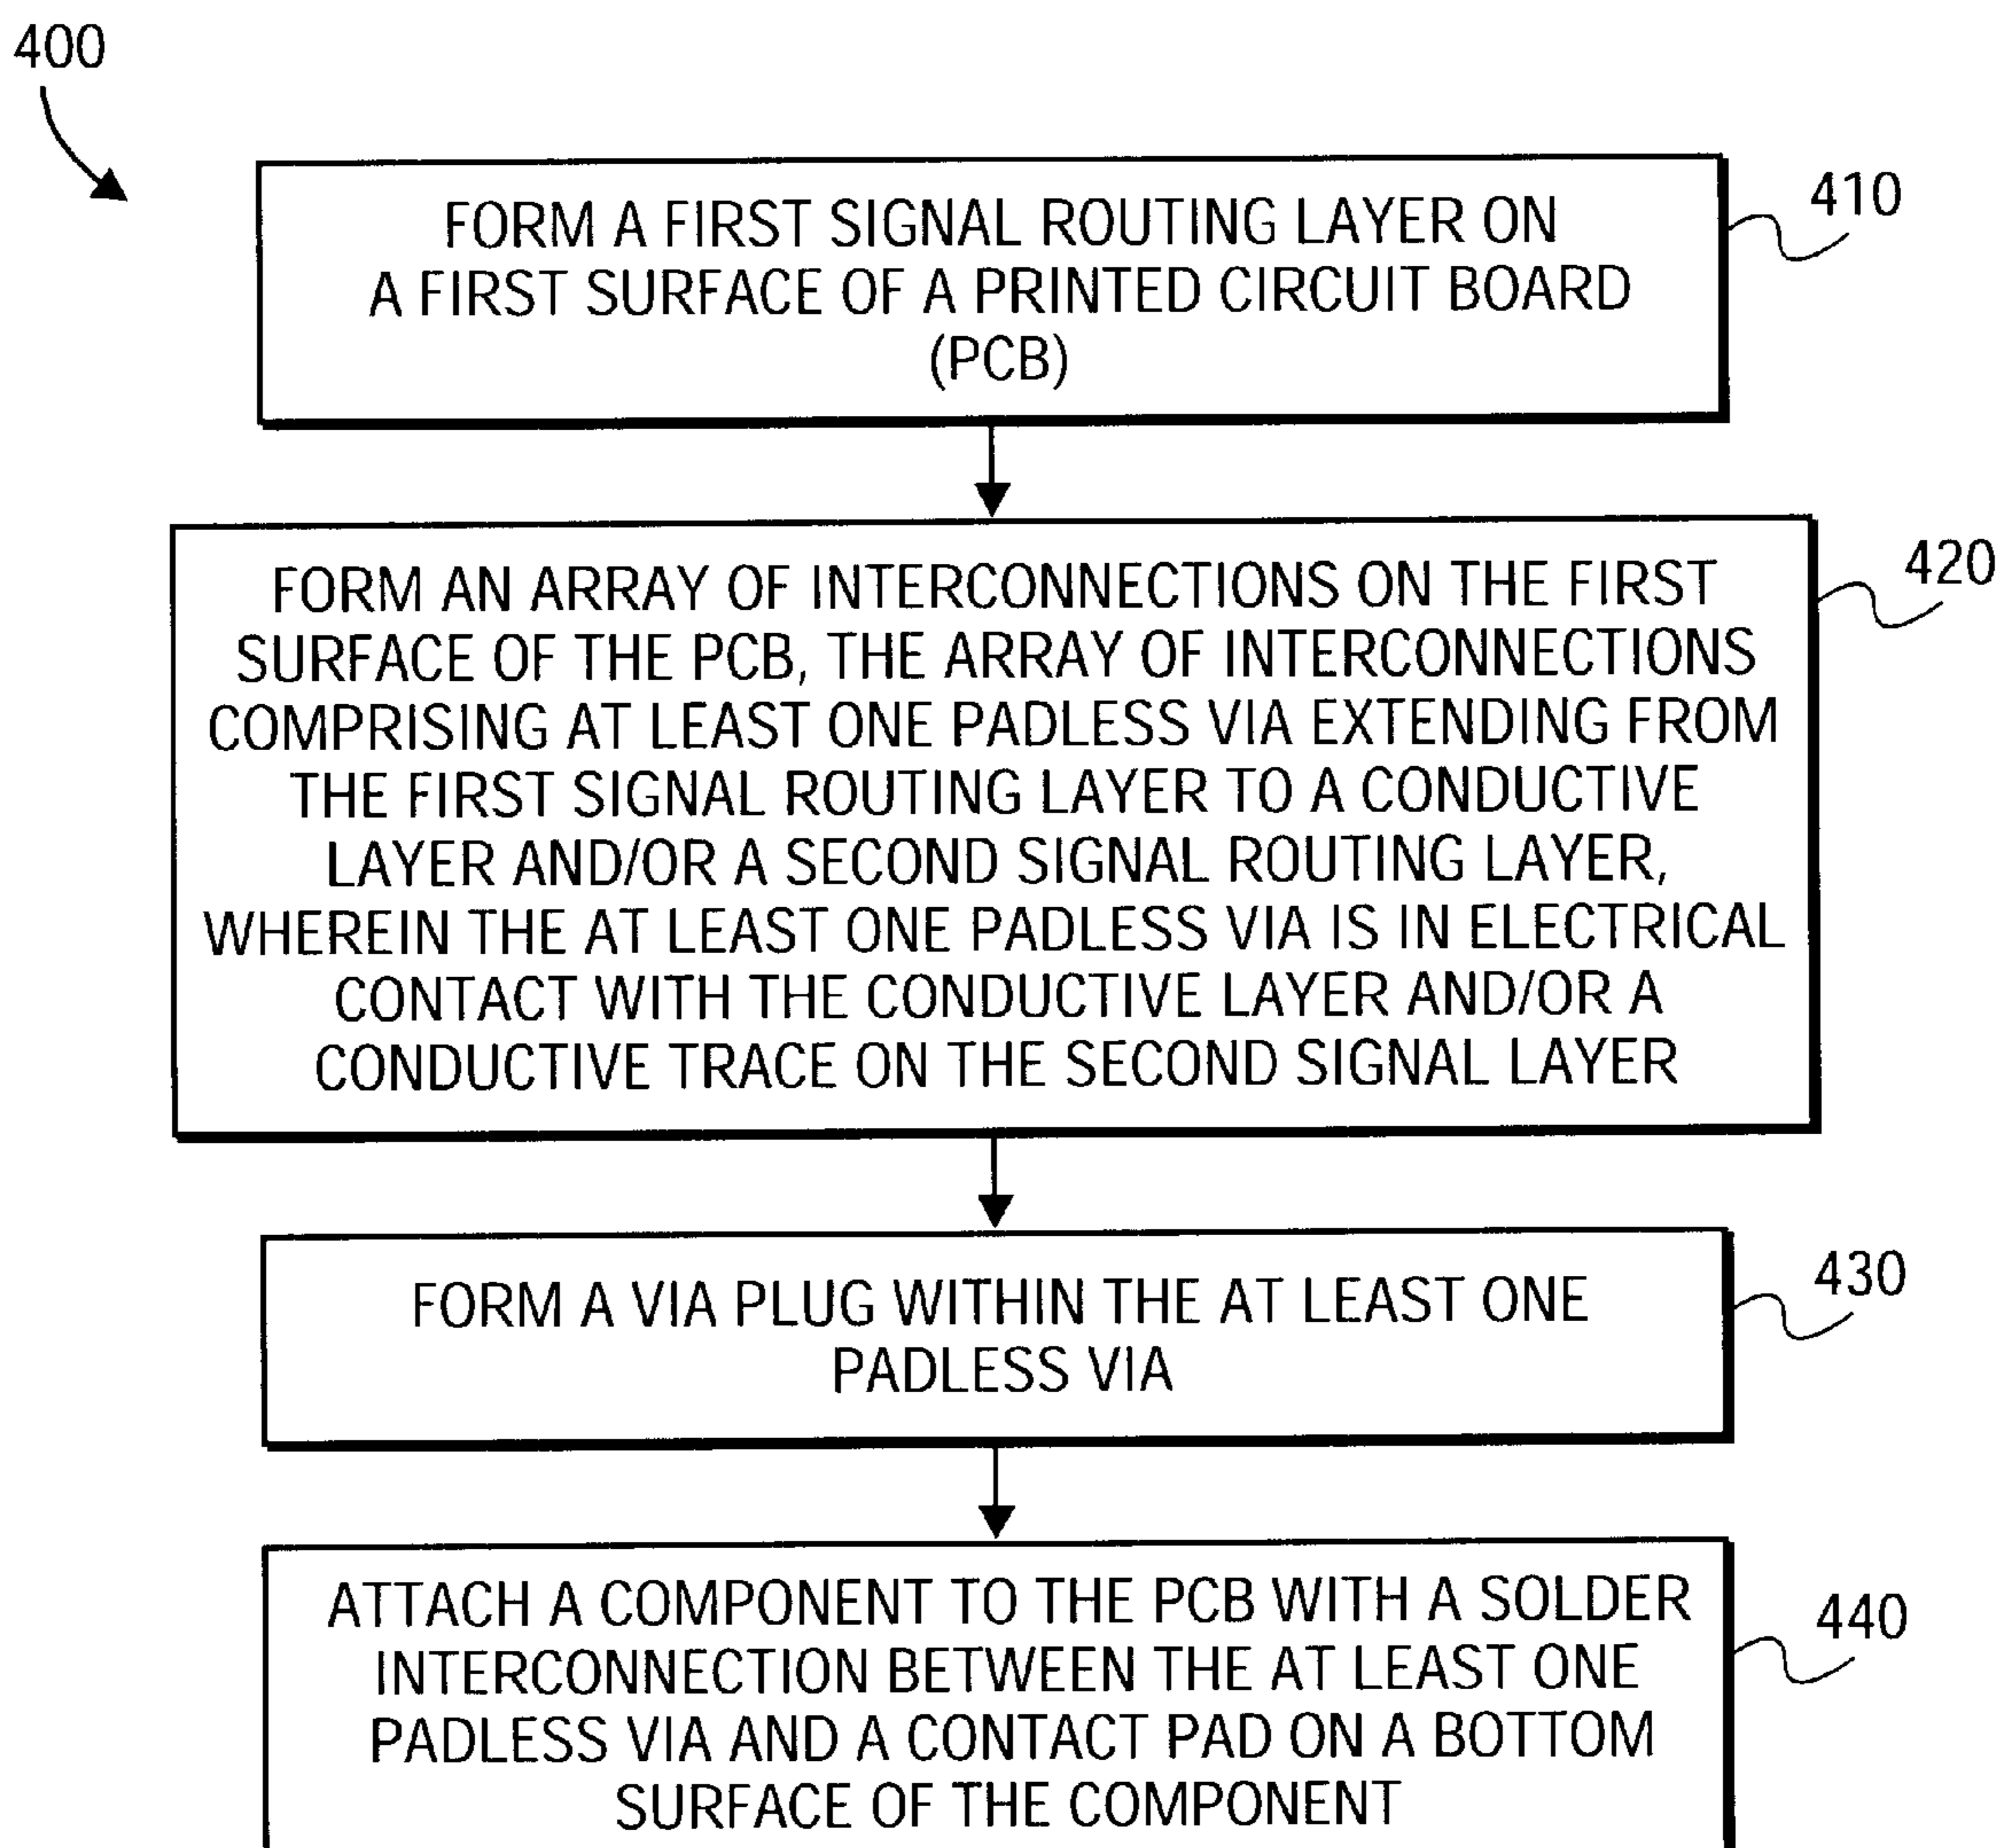 400
FORM A FIRST SIGNAL ROUTING LAYER ON
A FIRST SURFACE OF A PRINTED CIRCUIT BOARD
(PCB)
410
FORM AN ARRAY OF INTERCONNECTIONS ON THE FIRST
SURFACE OF THE PCB, THE ARRAY OF INTERCONNECTIONS
COMPRISING AT LEAST ONE PADLESS VIA EXTENDING FROM
THE FIRST SIGNAL ROUTING LAYER TO A CONDUCTIVE
LAYER AND/OR A SECOND SIGNAL ROUTING LAYER,
WHEREIN THE AT LEAST ONE PADLESS VIA IS IN ELECTRICAL
CONTACT WITH THE CONDUCTIVE LAYER AND/OR A
CONDUCTIVE TRACE ON THE SECOND SIGNAL LAYER
420
FORM A VIA PLUG WITHIN THE AT LEAST ONE
PADLESS VIA
430
ATTACH A COMPONENT TO THE PCB WITH A SOLDER
INTERCONNECTION BETWEEN THE AT LEAST ONE
PADLESS VIA AND A CONTACT PAD ON A BOTTOM
SURFACE OF THE COMPONENT
440